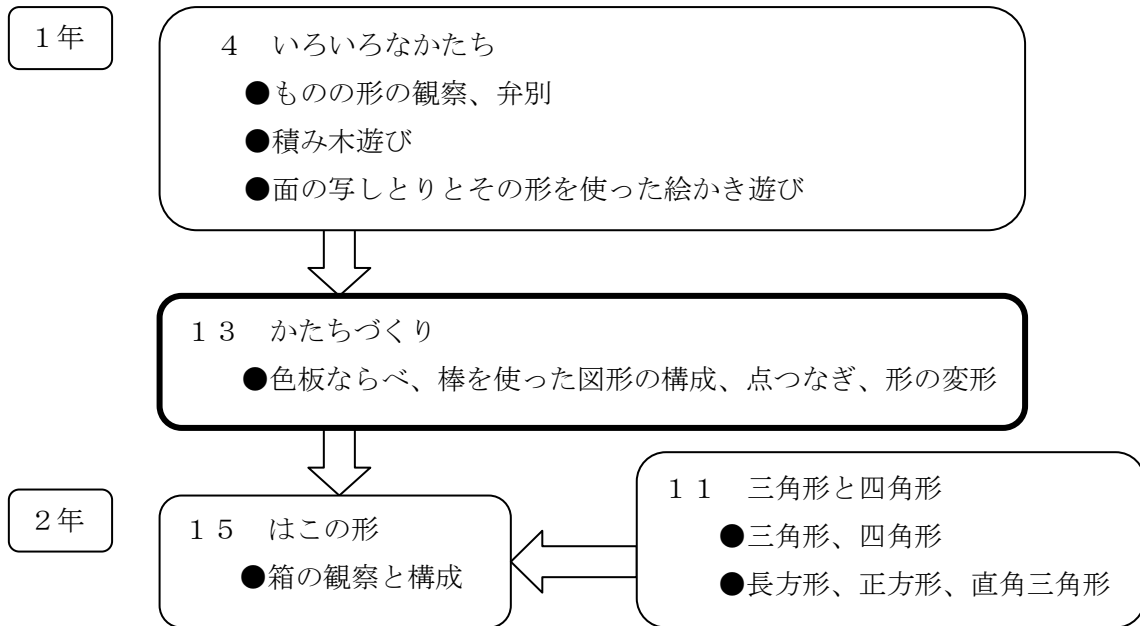 １年
４　いろいろなかたち
●ものの形の観察、弁別
●積み木遊び
●面の写しとりとその形を使った絵かき遊び
１３　かたちづくり
●色板ならべ、棒を使った図形の構成、点つなぎ、形の変形
２年
１５　はこの形
●箱の観察と構成
１１　三角形と四角形
●三角形、四角形
●長方形、正方形、直角三角形